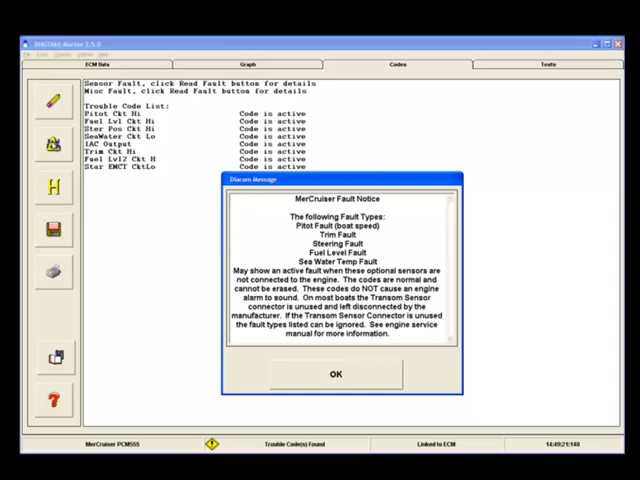 DIACOM Marine 2.5.0
ECM Data Graph Codes Tests
Sensor Fault, click Read Fault button for details
Misc Fault, click Read Fault button for details
Trouble Code List:
Pitot Ckt Hi Code is active
Fuel Lvl Ckt Hi Code is active
Ster Pos Ckt Hi Code is active
SeaWater Ckt Lo Code is active
IAC Output Code is active
Trim Ckt Hi Code is active
Fuel Lvl2 Ckt H Code is active
Star EMCT CktLo Code is active
H
?
Diacom Message
MerCruiser Fault Notice
The following Fault Types:
Pitot Fault (boat speed)
Trim Fault
Steering Fault
Fuel Level Fault
Sea Water Temp Fault
May show an active fault when these optional sensors are
not connected to the engine. The codes are normal and
cannot be erased. These codes do NOT cause an engine
alarm to sound. On most boats the Transom Sensor
connector is unused and left disconnected by the
manufacturer. If the Transom Sensor Connector is unused
the fault types listed can be ignored. See engine service
manual for more information.
OK
MerCruiser PCM555 Trouble Code(s) Found Linked to ECM 14:49:21:140